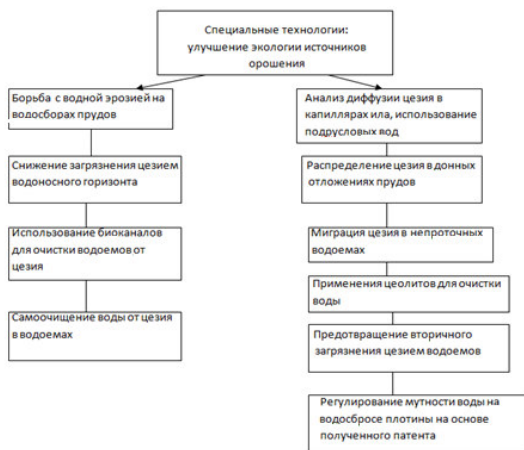 Специальные технологии:
улучшение экологии источников
орошения
Борьба с водной эрозией на
водосборах прудов
Снижение загрязнения цезием
водоносного горизонта
Использование биоканалов
для очистки водоемов от
цезия
Самоочищение воды от цезия
в водоемах
Анализ диффузии цезия в
капиллярах ила, использование
подрусловых вод
Распределение цезия в донных
отложениях прудов
Миграция цезия в непроточных
водоемах
Применения цеолитов для очистки
воды
Предотвращение вторичного
загрязнения цезием водоемов
Регулирование мутности воды на
водосбросе плотины на основе
полученного патента